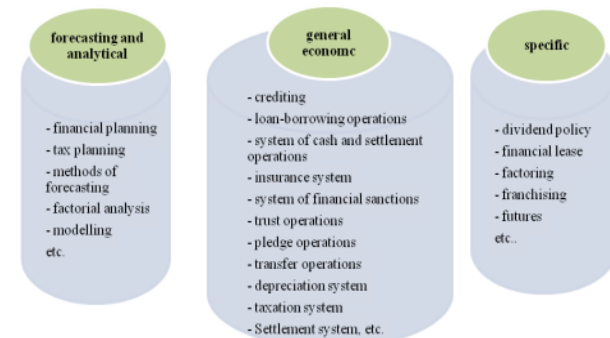 forecasting and
analytical
- financial planning
- tax planning
- methods of
forecasting
- factorial analysis
- modelling
etc.
general
economc
- crediting
- loan-borrowing operations
- system of cash and settlement
operations
- insurance system
- system of financial sanctions
- trust operations
- pledge operations
- transfer operations
- depreciation system
- taxation system
- Settlement system, etc.
specific
- dividend policy
- financial lease
- factoring
- franchising
- futures
etc..